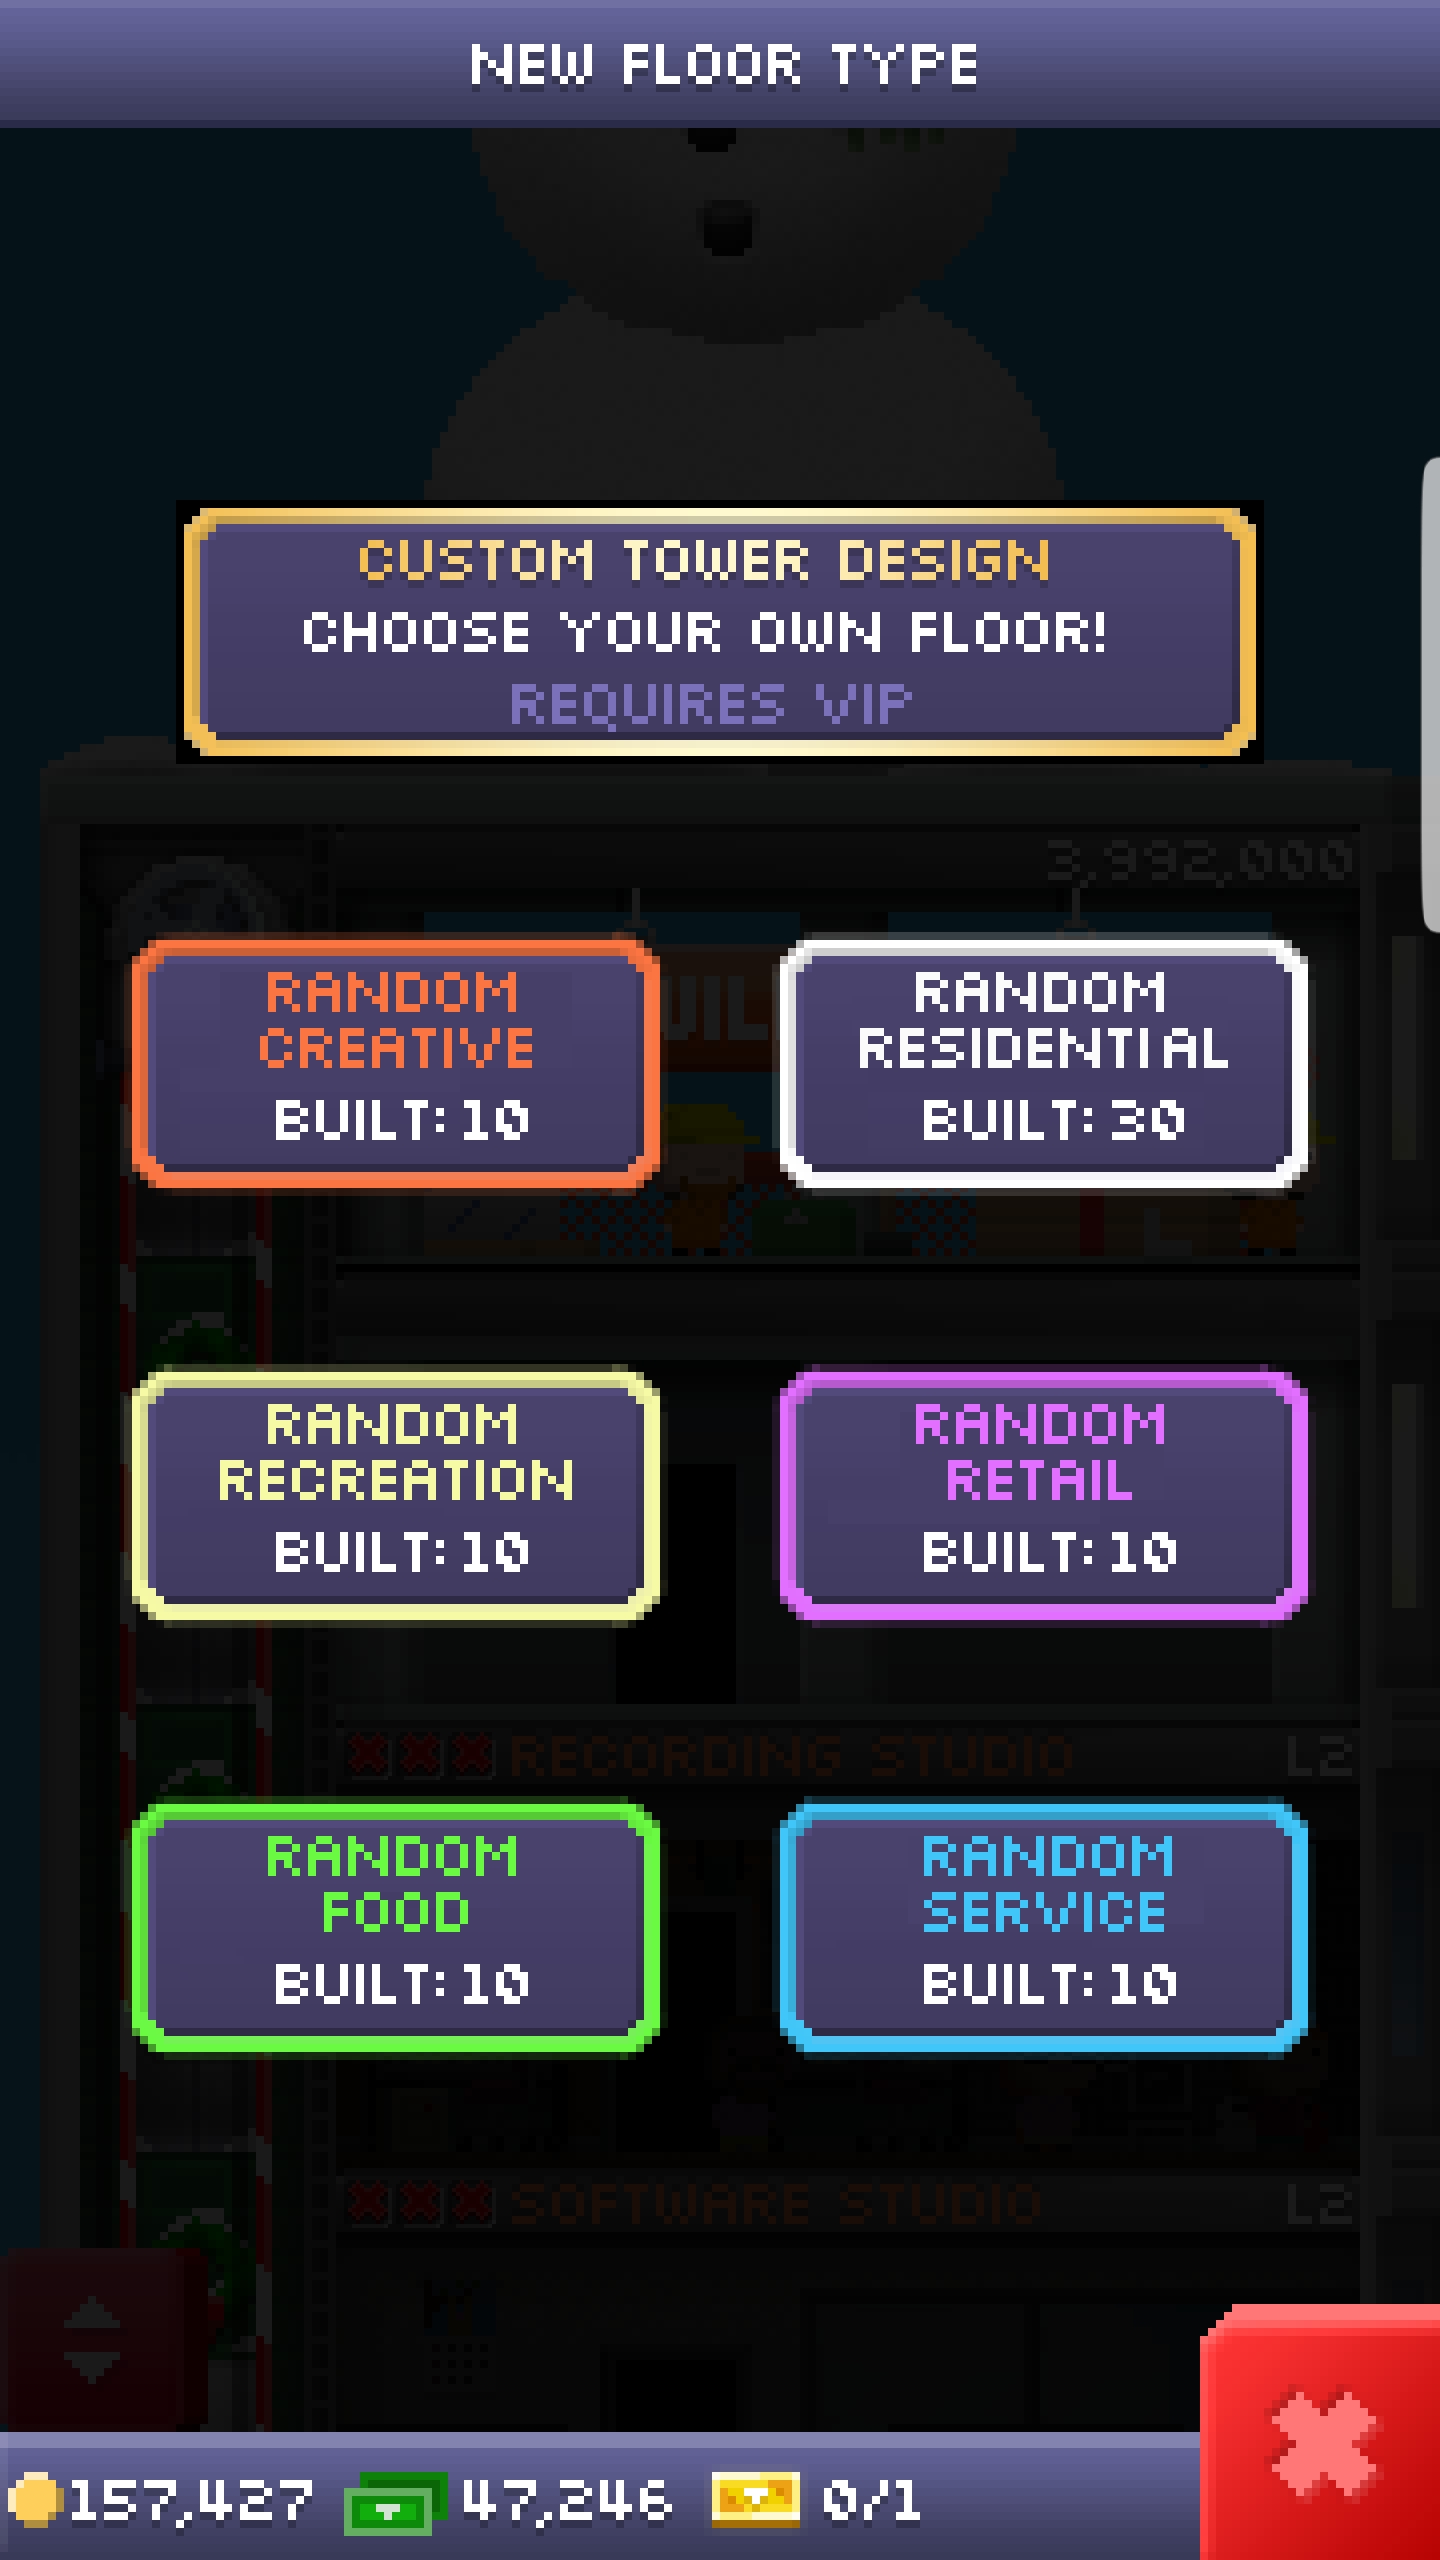 NEW FLOOR TYPE
CUSTOM TOWER DESIGN
CHOOSE YOUR OWN FLOOR!
REQUIRES VIP
3,992,000
RANDOM
CREATIVE
BUILT: 10
RANDOM
RESIDENTIAL
BUILT: 30
RANDOM
RECREATION
BUILT: 10
RANDOM
RETAIL
BUILT: 10
RECORDING STUDIO L2
RANDOM
FOOD
BUILT: 10
RANDOM
SERVICE
BUILT: 10
SOFTWARE STUDIO L2
157,427 47,246 0/1